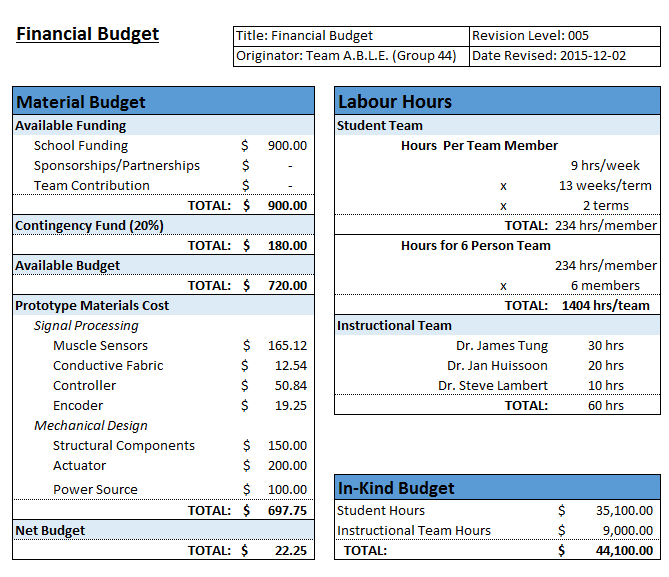 Financial Budget
Title: Financial Budget Revision Level: 005
Originator: Team A.B.L.E. (Group 44) Date Revised: 2015-12-02
Material Budget
Available Funding
School Funding $ 900.00
Sponsorships/Partnerships $ -
Team Contribution $ -
TOTAL: $ 900.00
Contingency Fund (20%)
TOTAL: $ 180.00
Available Budget
TOTAL: $ 720.00
Prototype Materials Cost
Signal Processing
Muscle Sensors $ 165.12
Conductive Fabric $ 12.54
Controller $ 50.84
Encoder $ 19.25
Mechanical Design
Structural Components $ 150.00
Actuator $ 200.00
Power Source $ 100.00
TOTAL: $ 697.75
Net Budget
TOTAL: $ 22.25
Labour Hours
Student Team
Hours Per Team Member
9 hrs/week
x 13 weeks/term
x 2 terms
TOTAL: 234 hrs/member
Hours for 6 Person Team
234 hrs/member
x 6 members
TOTAL: 1404 hrs/team
Instructional Team
Dr. James Tung 30 hrs
Dr. Jan Huissoon 20 hrs
Dr. Steve Lambert 10 hrs
TOTAL: 60 hrs
In-Kind Budget
Student Hours $ 35,100.00
Instructional Team Hours $ 9,000.00
TOTAL: $ 44,100.00